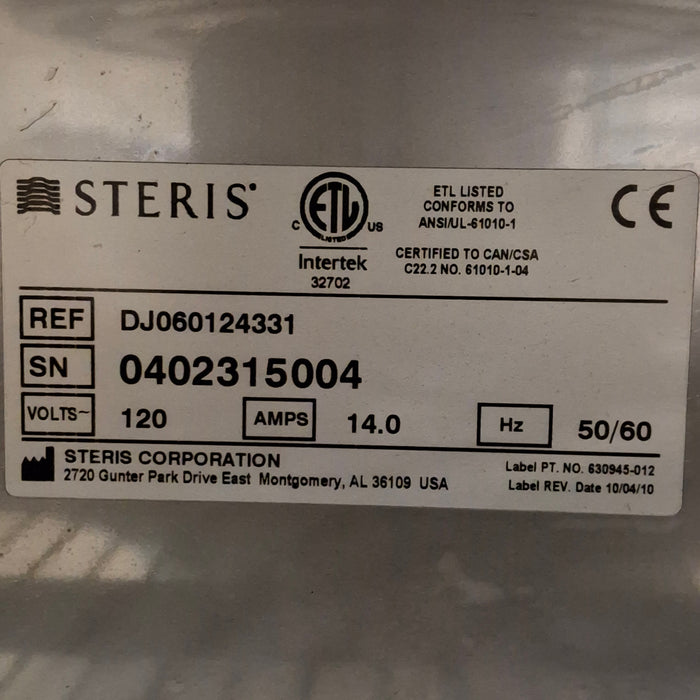 STERIS®
C ETL US
LISTED
Intertek
32702
ETL LISTED
CONFORMS TO
ANSI/UL-61010-1
CERTIFIED TO CAN/CSA
C22.2 NO. 61010-1-04
CE
REF DJ060124331
SN 0402315004
VOLTS~ 120 AMPS 14.0 Hz 50/60
STERIS CORPORATION
2720 Gunter Park Drive East Montgomery, AL 36109 USA
Label PT. NO. 630945-012
Label REV. Date 10/04/10